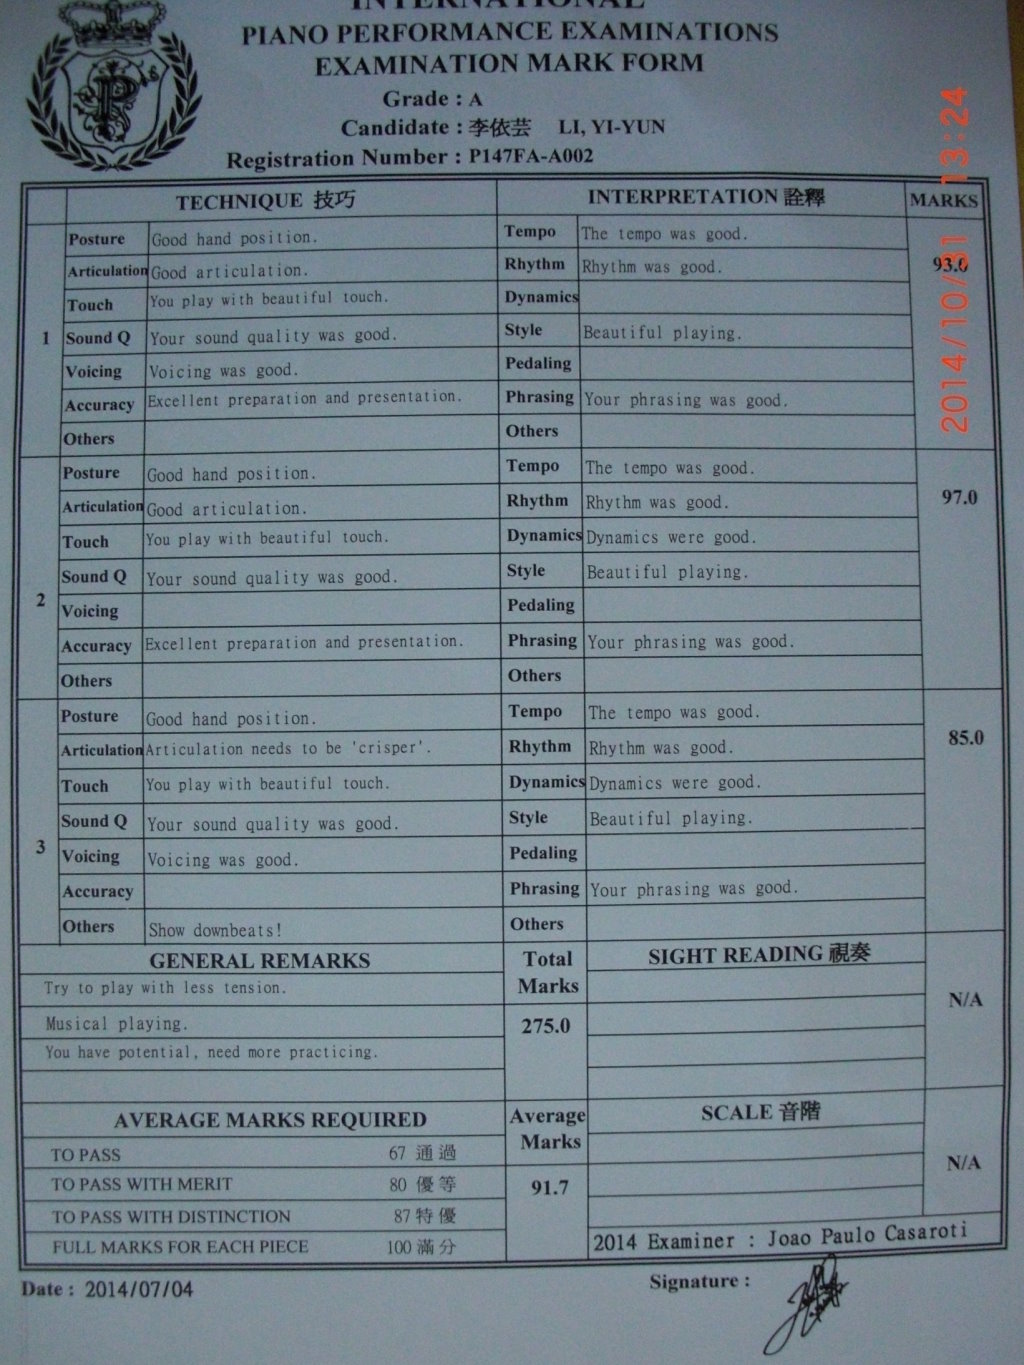 INTERNATIONAL
PIANO PERFORMANCE EXAMINATIONS
EXAMINATION MARK FORM
Grade : A
Candidate : 李依芸 LI, YI-YUN
Registration Number : P147FA-A002
P's
2014/10/31 13:24
TECHNIQUE 技巧 INTERPRETATION 詮釋 MARKS
1
Posture Good hand position. Tempo The tempo was good.
93.0
Articulation Good articulation. Rhythm Rhythm was good.
Touch You play with beautiful touch. Dynamics
Sound Q Your sound quality was good. Style Beautiful playing.
Voicing Voicing was good. Pedaling
Accuracy Excellent preparation and presentation. Phrasing Your phrasing was good.
Others Others
2
Posture Good hand position. Tempo The tempo was good.
97.0
Articulation Good articulation. Rhythm Rhythm was good.
Touch You play with beautiful touch. Dynamics Dynamics were good.
Sound Q Your sound quality was good. Style Beautiful playing.
Voicing Pedaling
Accuracy Excellent preparation and presentation. Phrasing Your phrasing was good.
Others Others
3
Posture Good hand position. Tempo The tempo was good.
85.0
Articulation Articulation needs to be 'crisper'. Rhythm Rhythm was good.
Touch You play with beautiful touch. Dynamics Dynamics were good.
Sound Q Your sound quality was good. Style Beautiful playing.
Voicing Voicing was good. Pedaling
Accuracy Phrasing Your phrasing was good.
Others Show downbeats! Others
GENERAL REMARKS
Try to play with less tension.
Musical playing.
You have potential, need more practicing.
Total
Marks
275.0
SIGHT READING 視奏
N/A
AVERAGE MARKS REQUIRED
TO PASS 67 通過
TO PASS WITH MERIT 80 優等
TO PASS WITH DISTINCTION 87 特優
FULL MARKS FOR EACH PIECE 100 滿分
Average
Marks
91.7
SCALE 音階
N/A
2014 Examiner : Joao Paulo Casaroti
Date : 2014/07/04
Signature :